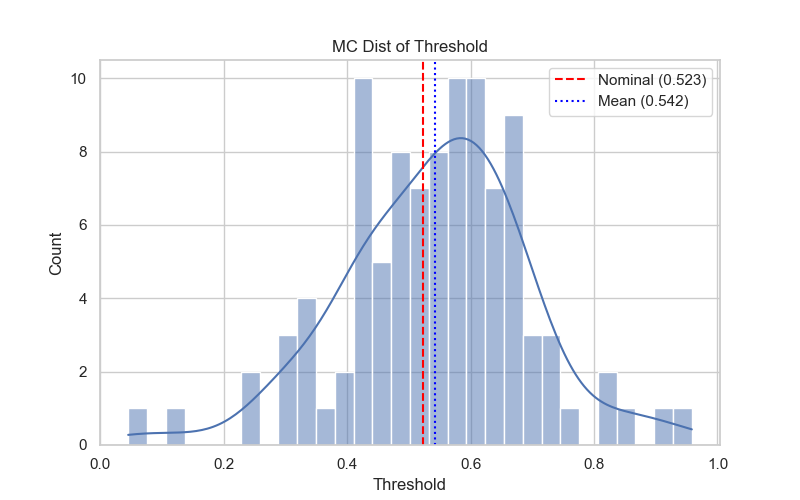 MC Dist of Threshold
Nominal (0.523)
Mean (0.542)
10
8
6
4
2
0
Count
0.0 0.2 0.4 0.6 0.8 1.0
Threshold